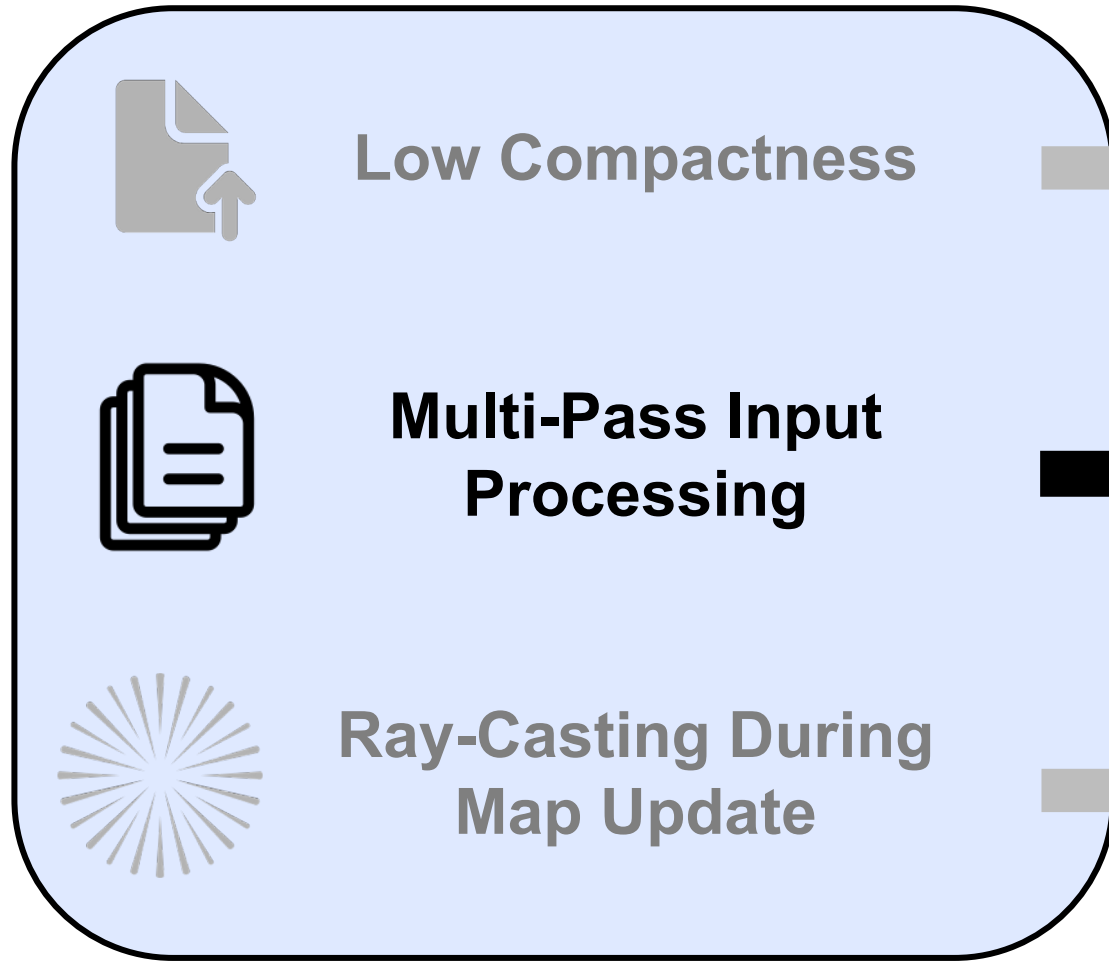 Low Compactness
Multi-Pass Input
Processing
Ray-Casting During
Map Update